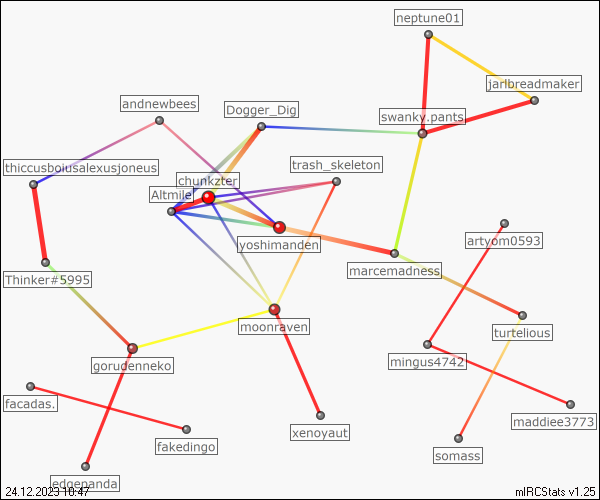 neptune01
jarlbreadmaker
andnewbees
Dogger_Dig
swanky.pants
thiccusboiusalexusjoneus
trash_skeleton
chunkzter
Altmile
yoshimanden
artyom0593
marcemadness
Thinker#5995
moonraven
turtelious
gorudenneko
mingus4742
facadas.
maddiee3773
xenoyaut
fakedingo
somass
edgepanda
24.12.2023 10:47
mIRCStats v1.25